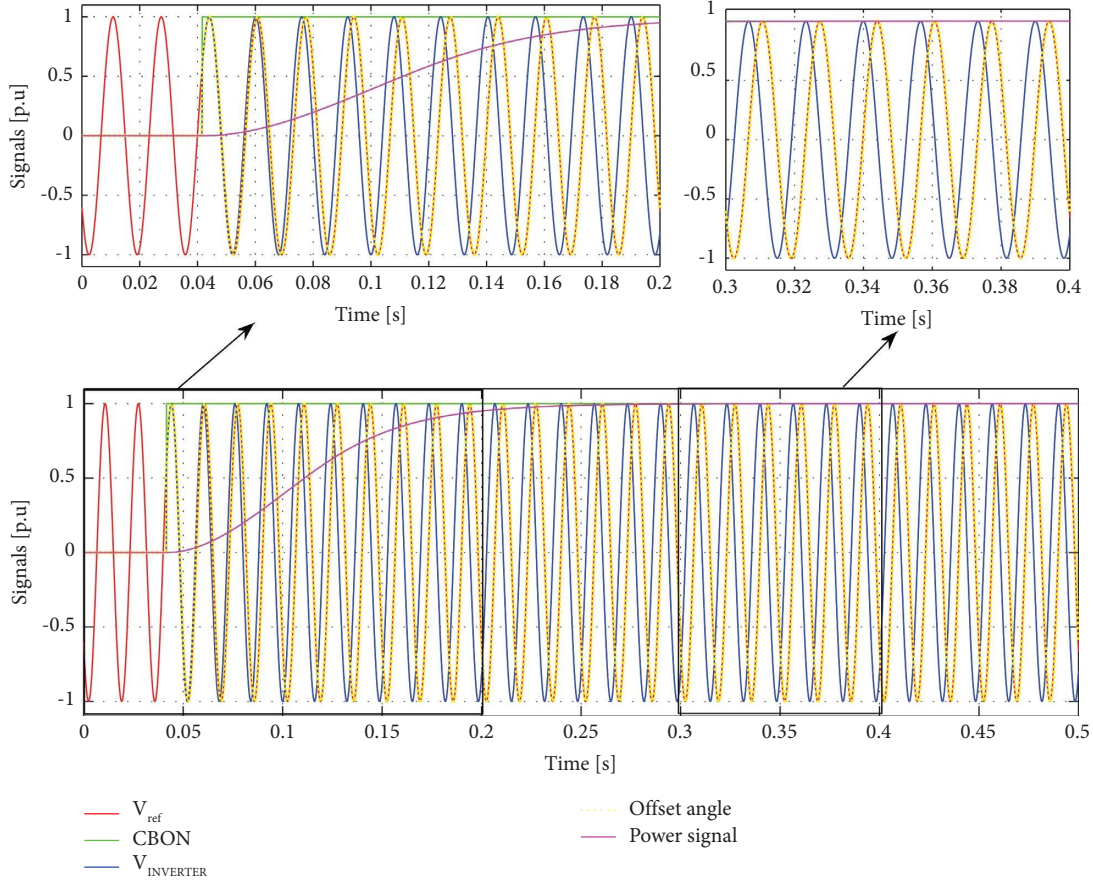 1
0.5
0
-0.5
-1
Signals [p.u]
0 0.02 0.04 0.06 0.08 0.1 0.12 0.14 0.16 0.18 0.2
Time [s]
1
0.5
0
-0.5
-1
0.3 0.32 0.34 0.36 0.38 0.4
Time [s]
1
0.5
0
-0.5
-1
Signals [p.u]
0 0.05 0.1 0.15 0.2 0.25 0.3 0.35 0.4 0.45 0.5
Time [s]
Vref
CBON
VINVERTER
Offset angle
Power signal